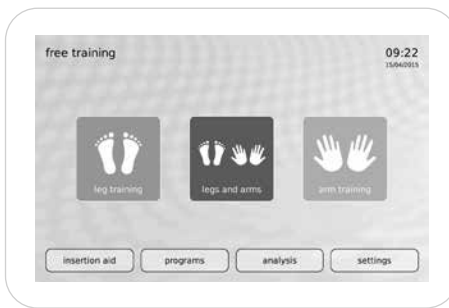 free training
09:22
15/04/2015
leg training
legs and arms
arm training
insertion aid
programs
analysis
settings